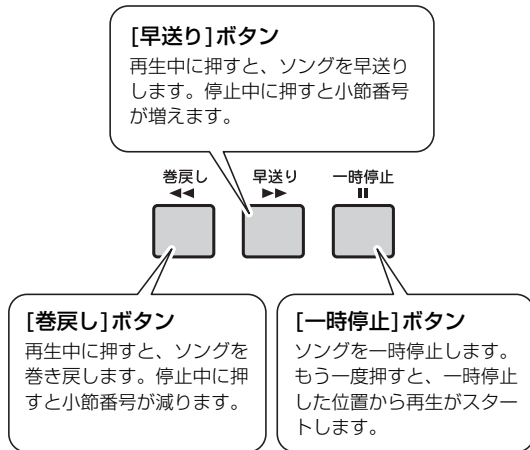 [早送り]ボタン
再生中に押すと、ソングを早送り
します。停止中に押すと小節番号
が増えます。
巻戻し
早送り
一時停止
[巻戻し]ボタン
再生中に押すと、ソングを
巻き戻します。停止中に押
すと小節番号が減ります。
[一時停止]ボタン
ソングを一時停止します。
もう一度押すと、一時停止
した位置から再生がスター
トします。